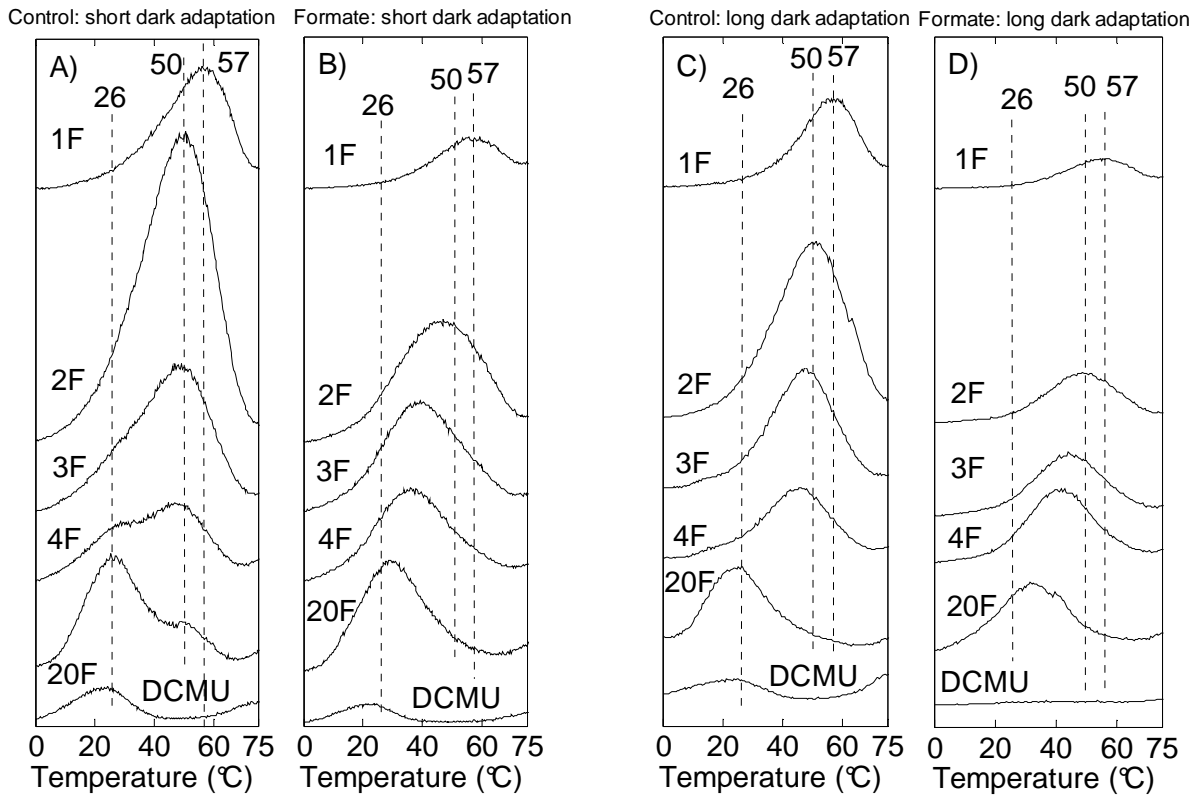 Control: short dark adaptation
Formate: short dark adaptation
Control: long dark adaptation
Formate: long dark adaptation
A)
26
50
57
1F
2F
3F
4F
20F
DCMU
0
20
40
60
75
Temperature (°C)
B)
26
50
57
1F
2F
3F
4F
20F
DCMU
0
20
40
60
75
Temperature (°C)
C)
26
50
57
1F
2F
3F
4F
20F
DCMU
0
20
40
60
75
Temperature (°C)
D)
26
50
57
1F
2F
3F
4F
20F
DCMU
0
20
40
60
75
Temperature (°C)